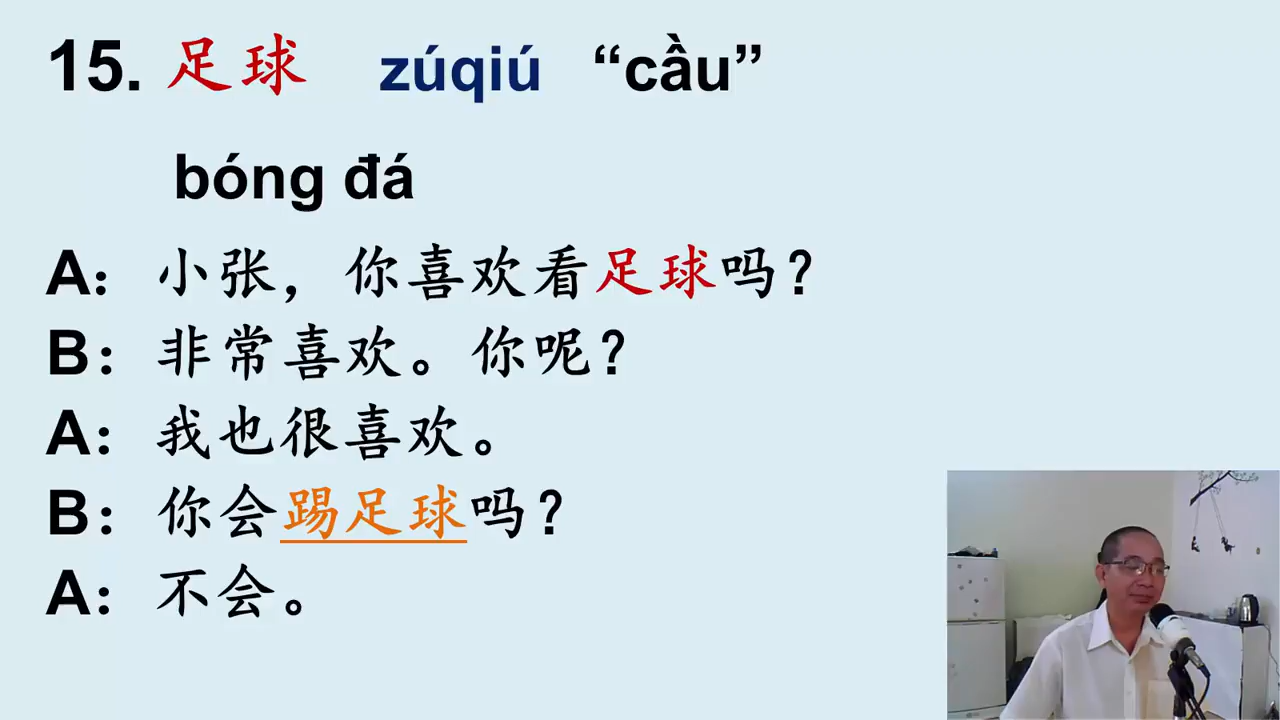 15. 足球 zúqiú “cầu”
bóng đá
A：小张，你喜欢看足球吗？
B：非常喜欢。你呢？
A：我也很喜欢。
B：你会踢足球吗？
A：不会。